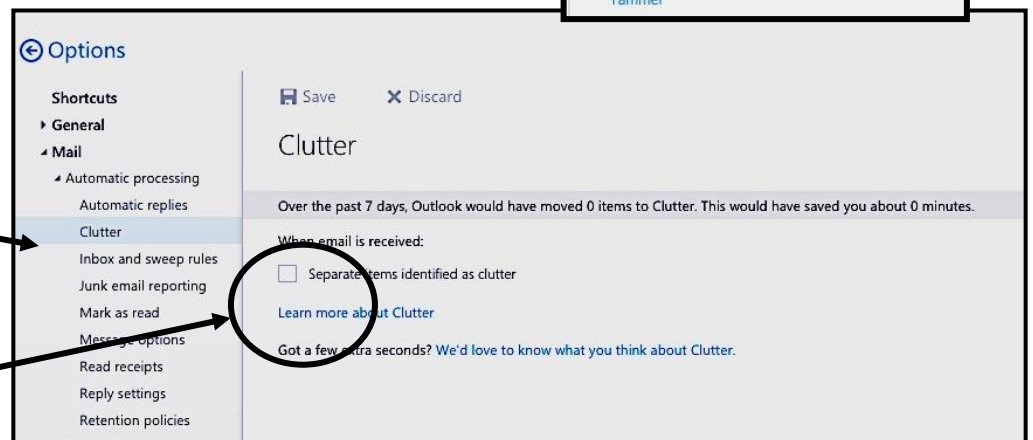 Options
Shortcuts
General
Mail
Automatic processing
Automatic replies
Clutter
Inbox and sweep rules
Junk email reporting
Mark as read
Message options
Read receipts
Reply settings
Retention policies
Save Discard
Clutter
Over the past 7 days, Outlook would have moved 0 items to Clutter. This would have saved you about 0 minutes.
When email is received:
Separate items identified as clutter
Learn more about Clutter
Got a few extra seconds? We'd love to know what you think about Clutter.